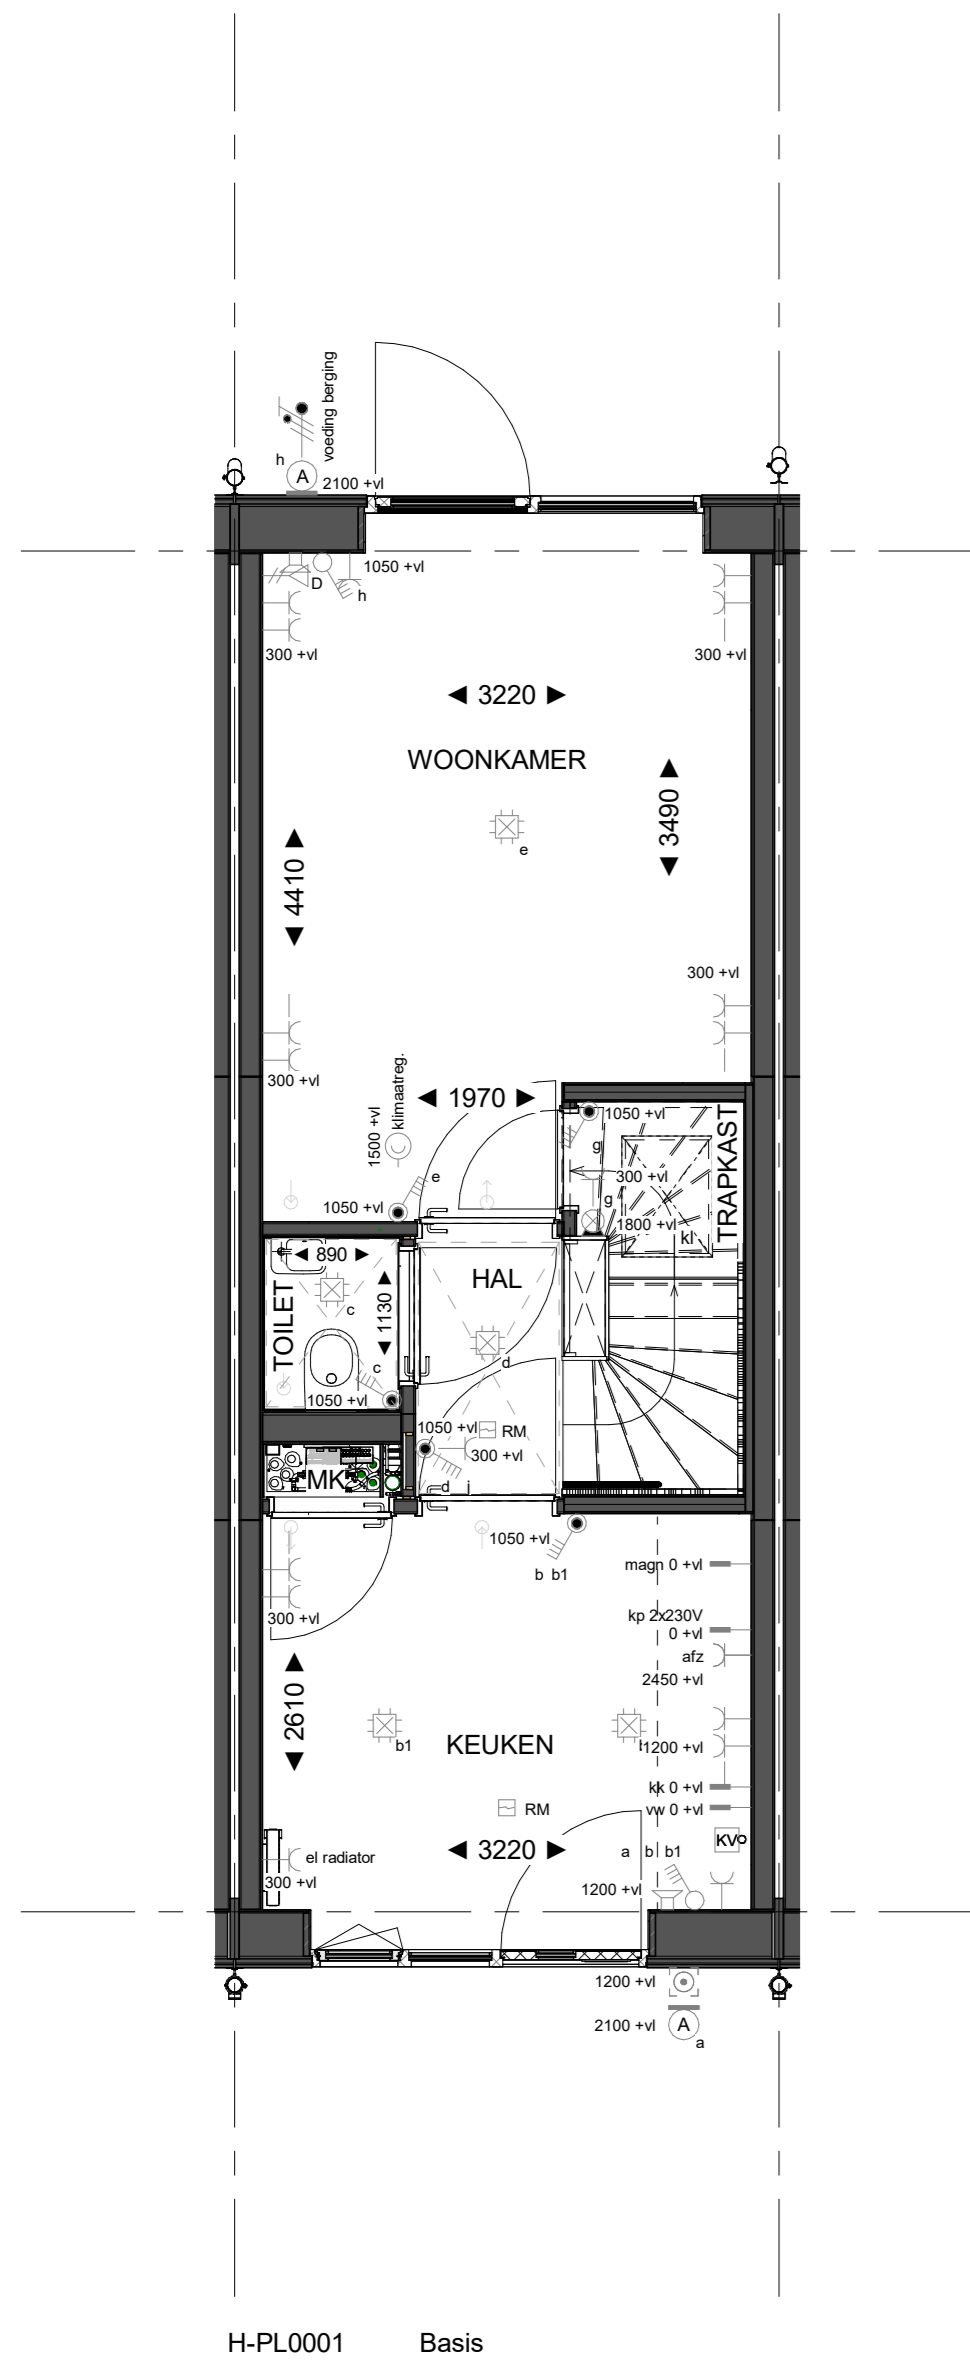 voeding berging
h
A
2100 +vl
1050 +vl
D
h
300 +vl
300 +vl
3220
WOONKAMER
3490
e
4410
300 +vl
300 +vl
klimaatreg.
1500 +vl
1970
1050 +vl
TRAPKAST
g
e
300 +vl
1050 +vl
g
1800 +vl
kl
890
HAL
TOILET
c
1130
d
c
1050 +vl
1050 +vl
RM
300 +vl
MK
d j
1050 +vl
b b1
magn 0 +vl
300 +vl
kp 2x230V
0 +vl
afz
2450 +vl
2610
b1
KEUKEN
1200 +vl
kk 0 +vl
vw 0 +vl
RM
KV
3220
a b b1
el radiator
300 +vl
1200 +vl
1200 +vl
2100 +vl
A
a
H-PL0001 Basis